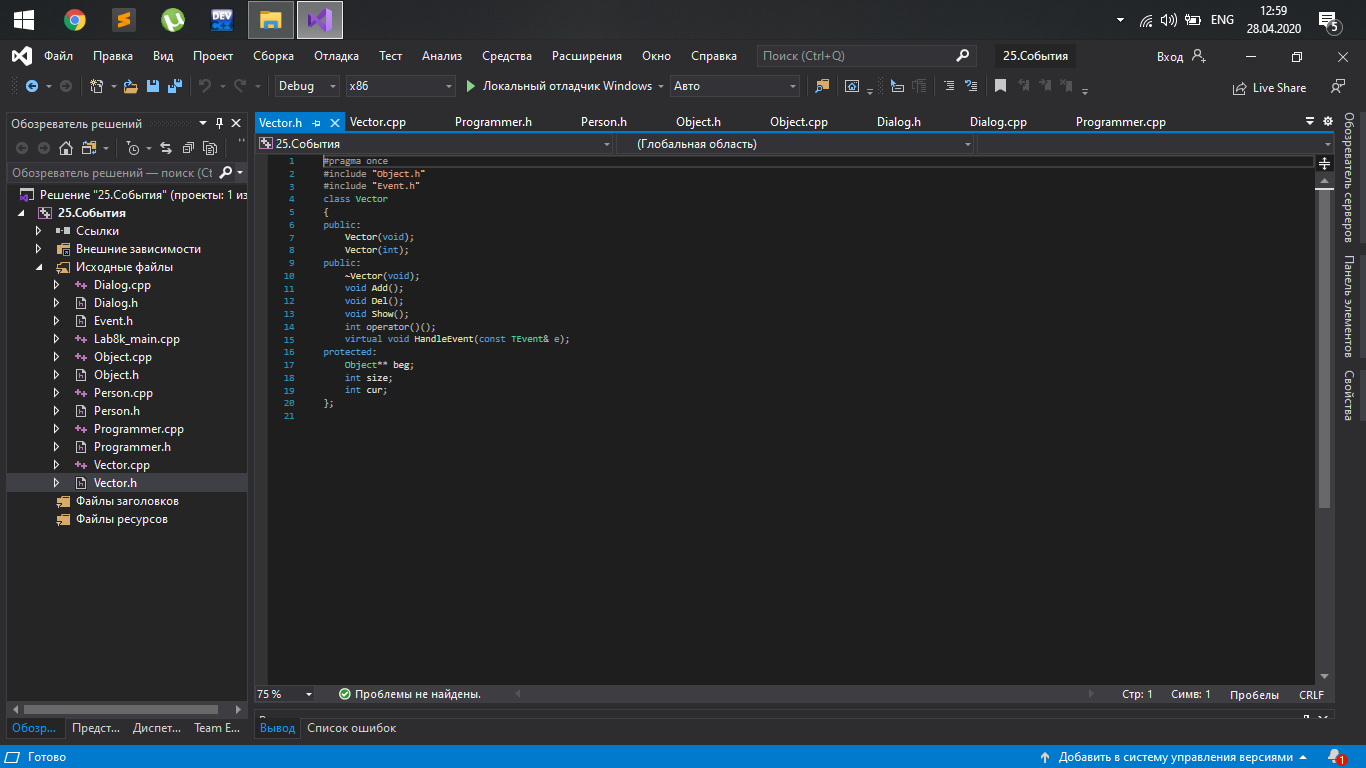 DEV
C++
ENG
12:59
28.04.2020
5
Файл Правка Вид Проект Сборка Отладка Тест Анализ Средства Расширения Окно Справка Поиск (Ctrl+Q) 25.События Вход
Debug x86 Локальный отладчик Windows Авто Live Share
Обозреватель решений
Обозреватель решений — поиск (Ct
Решение "25.События" (проекты: 1 из
25.События
Ссылки
Внешние зависимости
Исходные файлы
Dialog.cpp
Dialog.h
Event.h
Lab8k_main.cpp
Object.cpp
Object.h
Person.cpp
Person.h
Programmer.cpp
Programmer.h
Vector.cpp
Vector.h
Файлы заголовков
Файлы ресурсов
Обозр... Предст... Диспет... Team E...
Vector.h Vector.cpp Programmer.h Person.h Object.h Object.cpp Dialog.h Dialog.cpp Programmer.cpp
25.События (Глобальная область)
1 #pragma once
2 #include "Object.h"
3 #include "Event.h"
4 class Vector
5 {
6 public:
7 Vector(void);
8 Vector(int);
9 public:
10 ~Vector(void);
11 void Add();
12 void Del();
13 void Show();
14 int operator()();
15 virtual void HandleEvent(const TEvent& e);
16 protected:
17 Object** beg;
18 int size;
19 int cur;
20 };
21
75 % Проблемы не найдены. Стр: 1 Симв: 1 Пробелы CRLF
Вывод Список ошибок
Обозреватель серверов
Панель элементов
Свойства
Готово Добавить в систему управления версиями 1